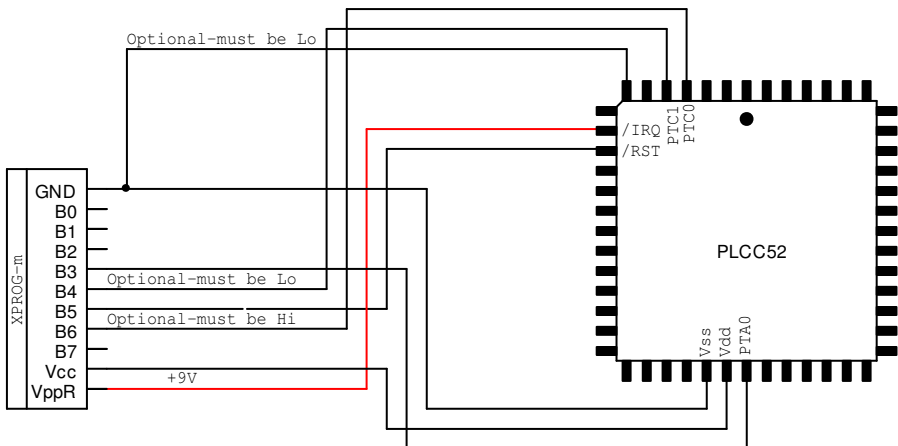 Optional-must be Lo
XPROG-m
GND
B0
B1
B2
B3
B4
B5
B6
B7
Vcc
VppR
Optional-must be Lo
Optional-must be Hi
+9V
PTC1
PTC0
/IRQ
/RST
PLCC52
Vss
Vdd
PTA0